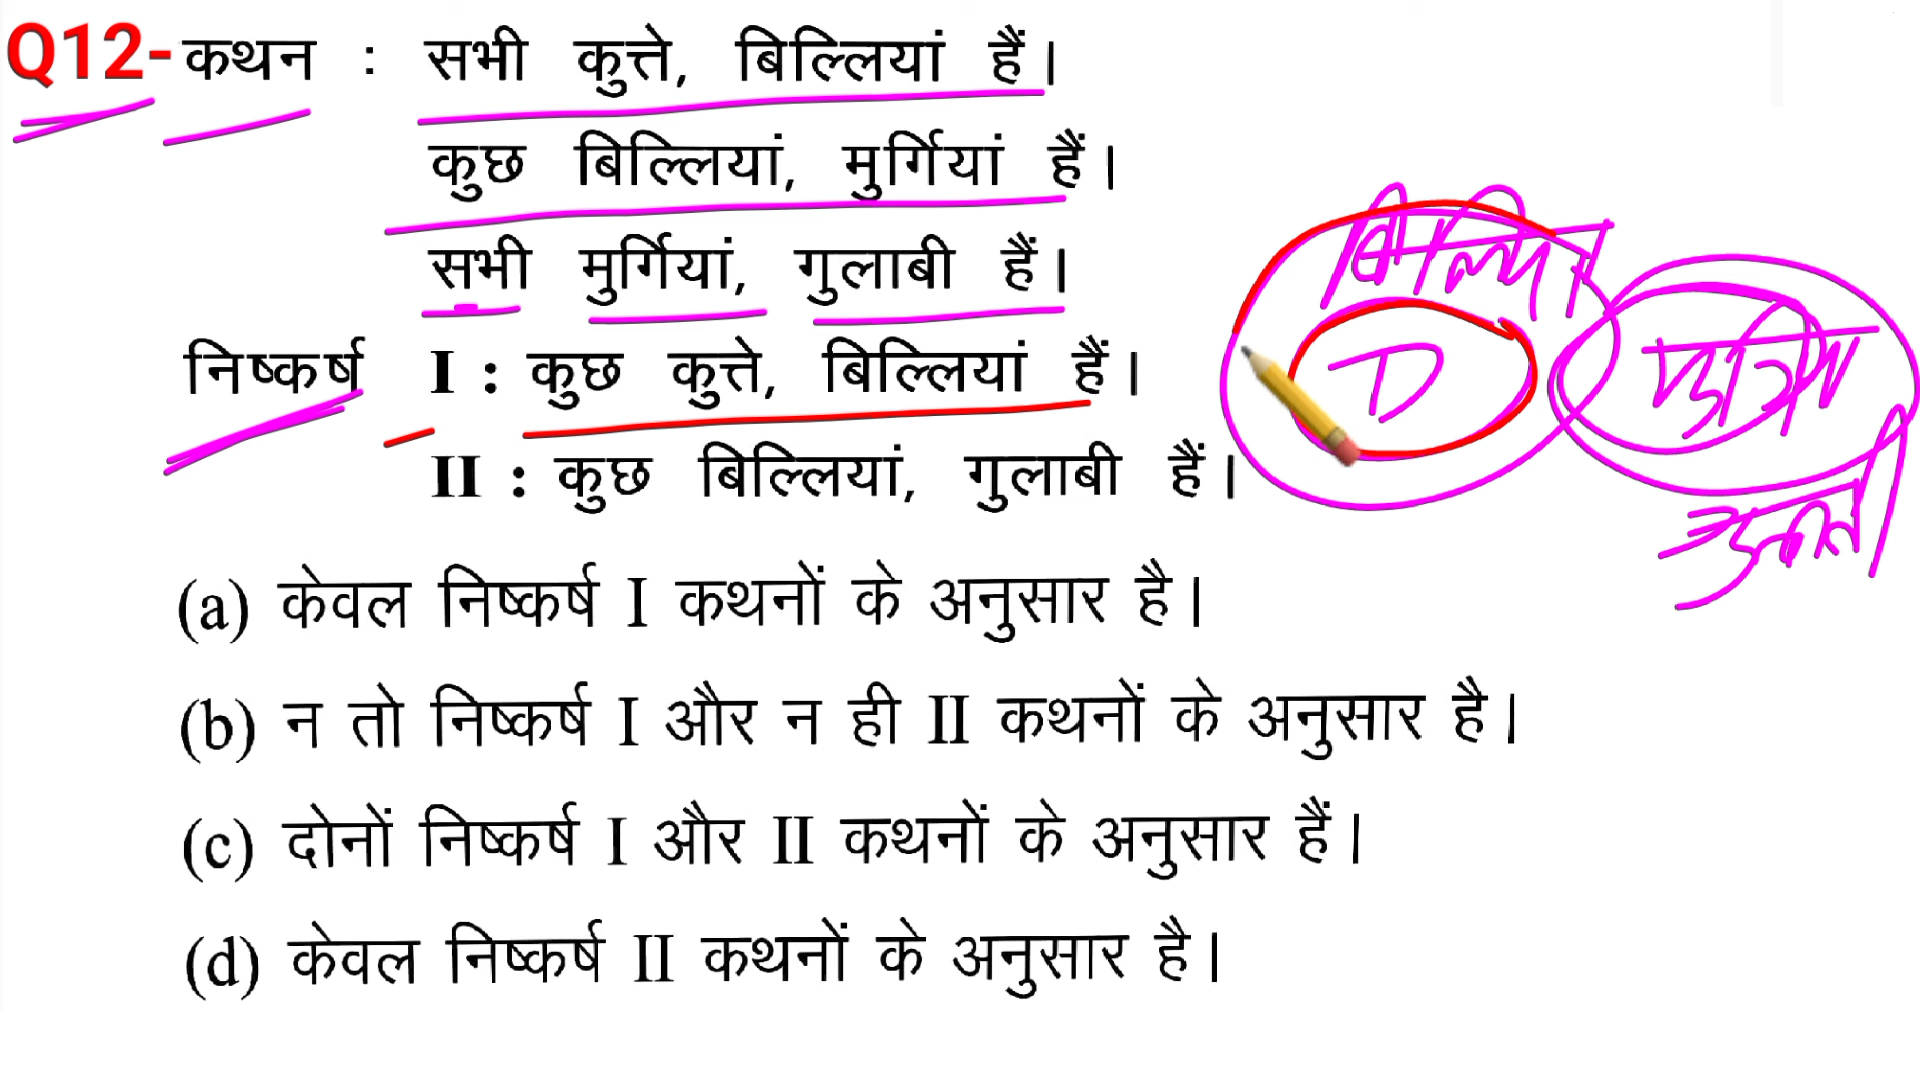 Q12- कथन : सभी कुत्ते, बिल्लियां हैं।
कुछ बिल्लियां, मुर्गियां हैं।
सभी मुर्गियां, गुलाबी हैं।
निष्कर्ष I : कुछ कुत्ते, बिल्लियां हैं।
II : कुछ बिल्लियां, गुलाबी हैं।
D
(a) केवल निष्कर्ष I कथनों के अनुसार है।
(b) न तो निष्कर्ष I और न ही II कथनों के अनुसार है।
(c) दोनों निष्कर्ष I और II कथनों के अनुसार हैं।
(d) केवल निष्कर्ष II कथनों के अनुसार है।